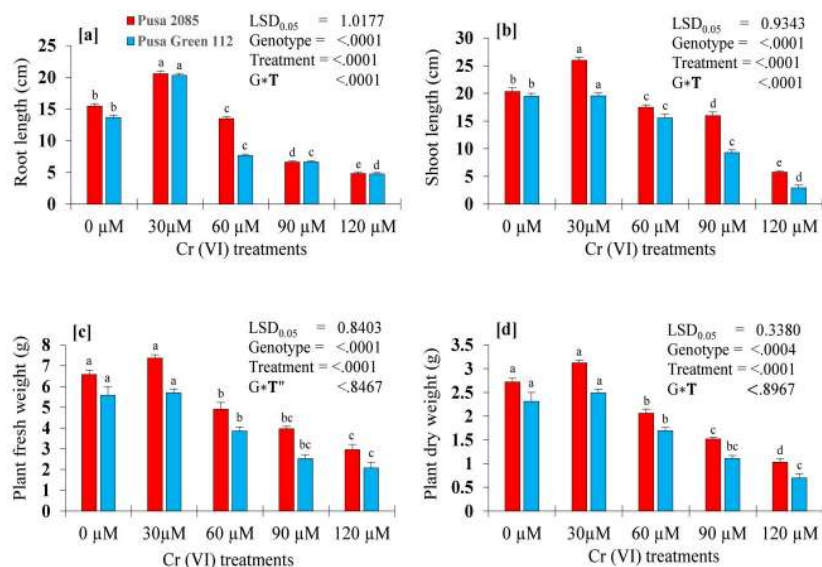 [a]
Pusa 2085
Pusa Green 112
LSD0.05 = 1.0177
Genotype = <.0001
Treatment = <.0001
G*T <.0001
Root length (cm)
25
20
15
10
5
0
b b a a c c d c e d
0 µM 30µM 60 µM 90 µM 120 µM
Cr (VI) treatments
[b]
LSD0.05 = 0.9343
Genotype = <.0001
Treatment = <.0001
G*T <.0001
Shoot length (cm)
30
25
20
15
10
5
0
b b a a c c d c e d
0 µM 30µM 60 µM 90 µM 120 µM
Cr (VI) treatments
[c]
LSD0.05 = 0.8403
Genotype = <.0001
Treatment = <.0001
G*T" <.8467
Plant fresh weight (g)
8
7
6
5
4
3
2
1
0
a a a a b b bc bc c c
0 µM 30µM 60 µM 90 µM 120 µM
Cr (VI) treatments
[d]
LSD0.05 = 0.3380
Genotype = <.0004
Treatment = <.0001
G*T <.8967
Plant dry weight (g)
3.5
3
2.5
2
1.5
1
0.5
0
a a a a b b b bc c c
0 µM 30µM 60 µM 90 µM 120 µM
Cr (VI) treatments